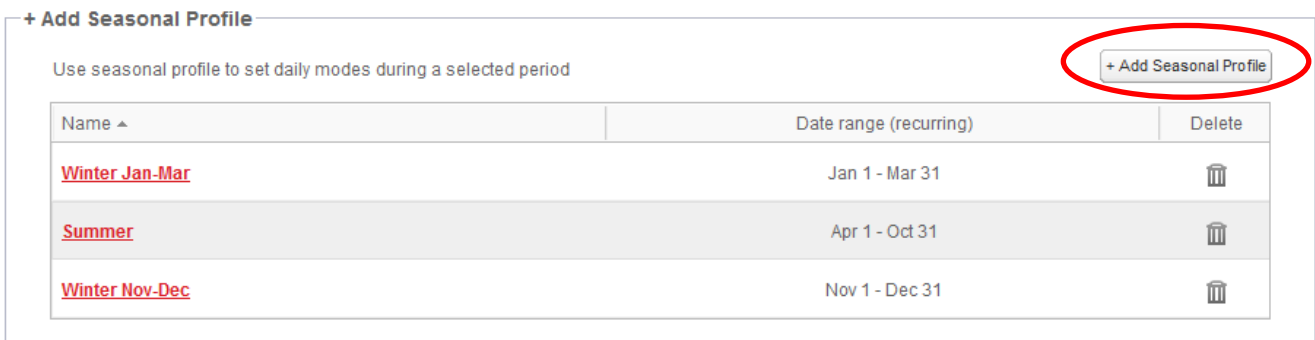 + Add Seasonal Profile
Use seasonal profile to set daily modes during a selected period
+ Add Seasonal Profile
Name ▲ Date range (recurring) Delete
Winter Jan-Mar Jan 1 - Mar 31
Summer Apr 1 - Oct 31
Winter Nov-Dec Nov 1 - Dec 31